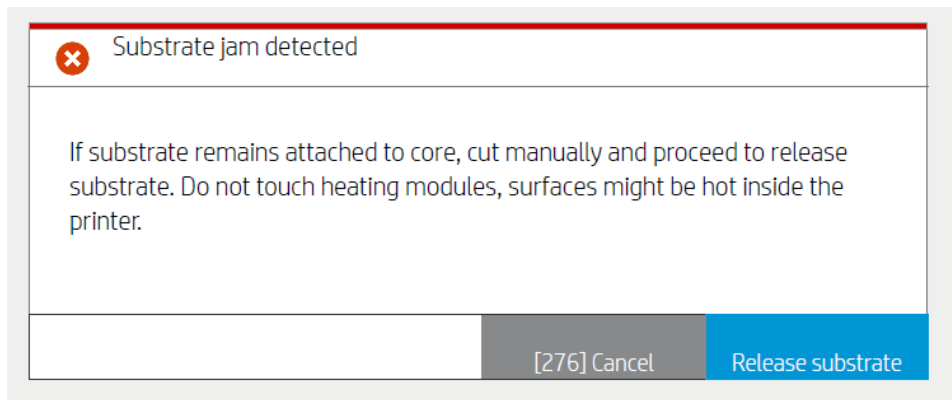 Substrate jam detected
If substrate remains attached to core, cut manually and proceed to release
substrate. Do not touch heating modules, surfaces might be hot inside the
printer.
[276] Cancel
Release substrate